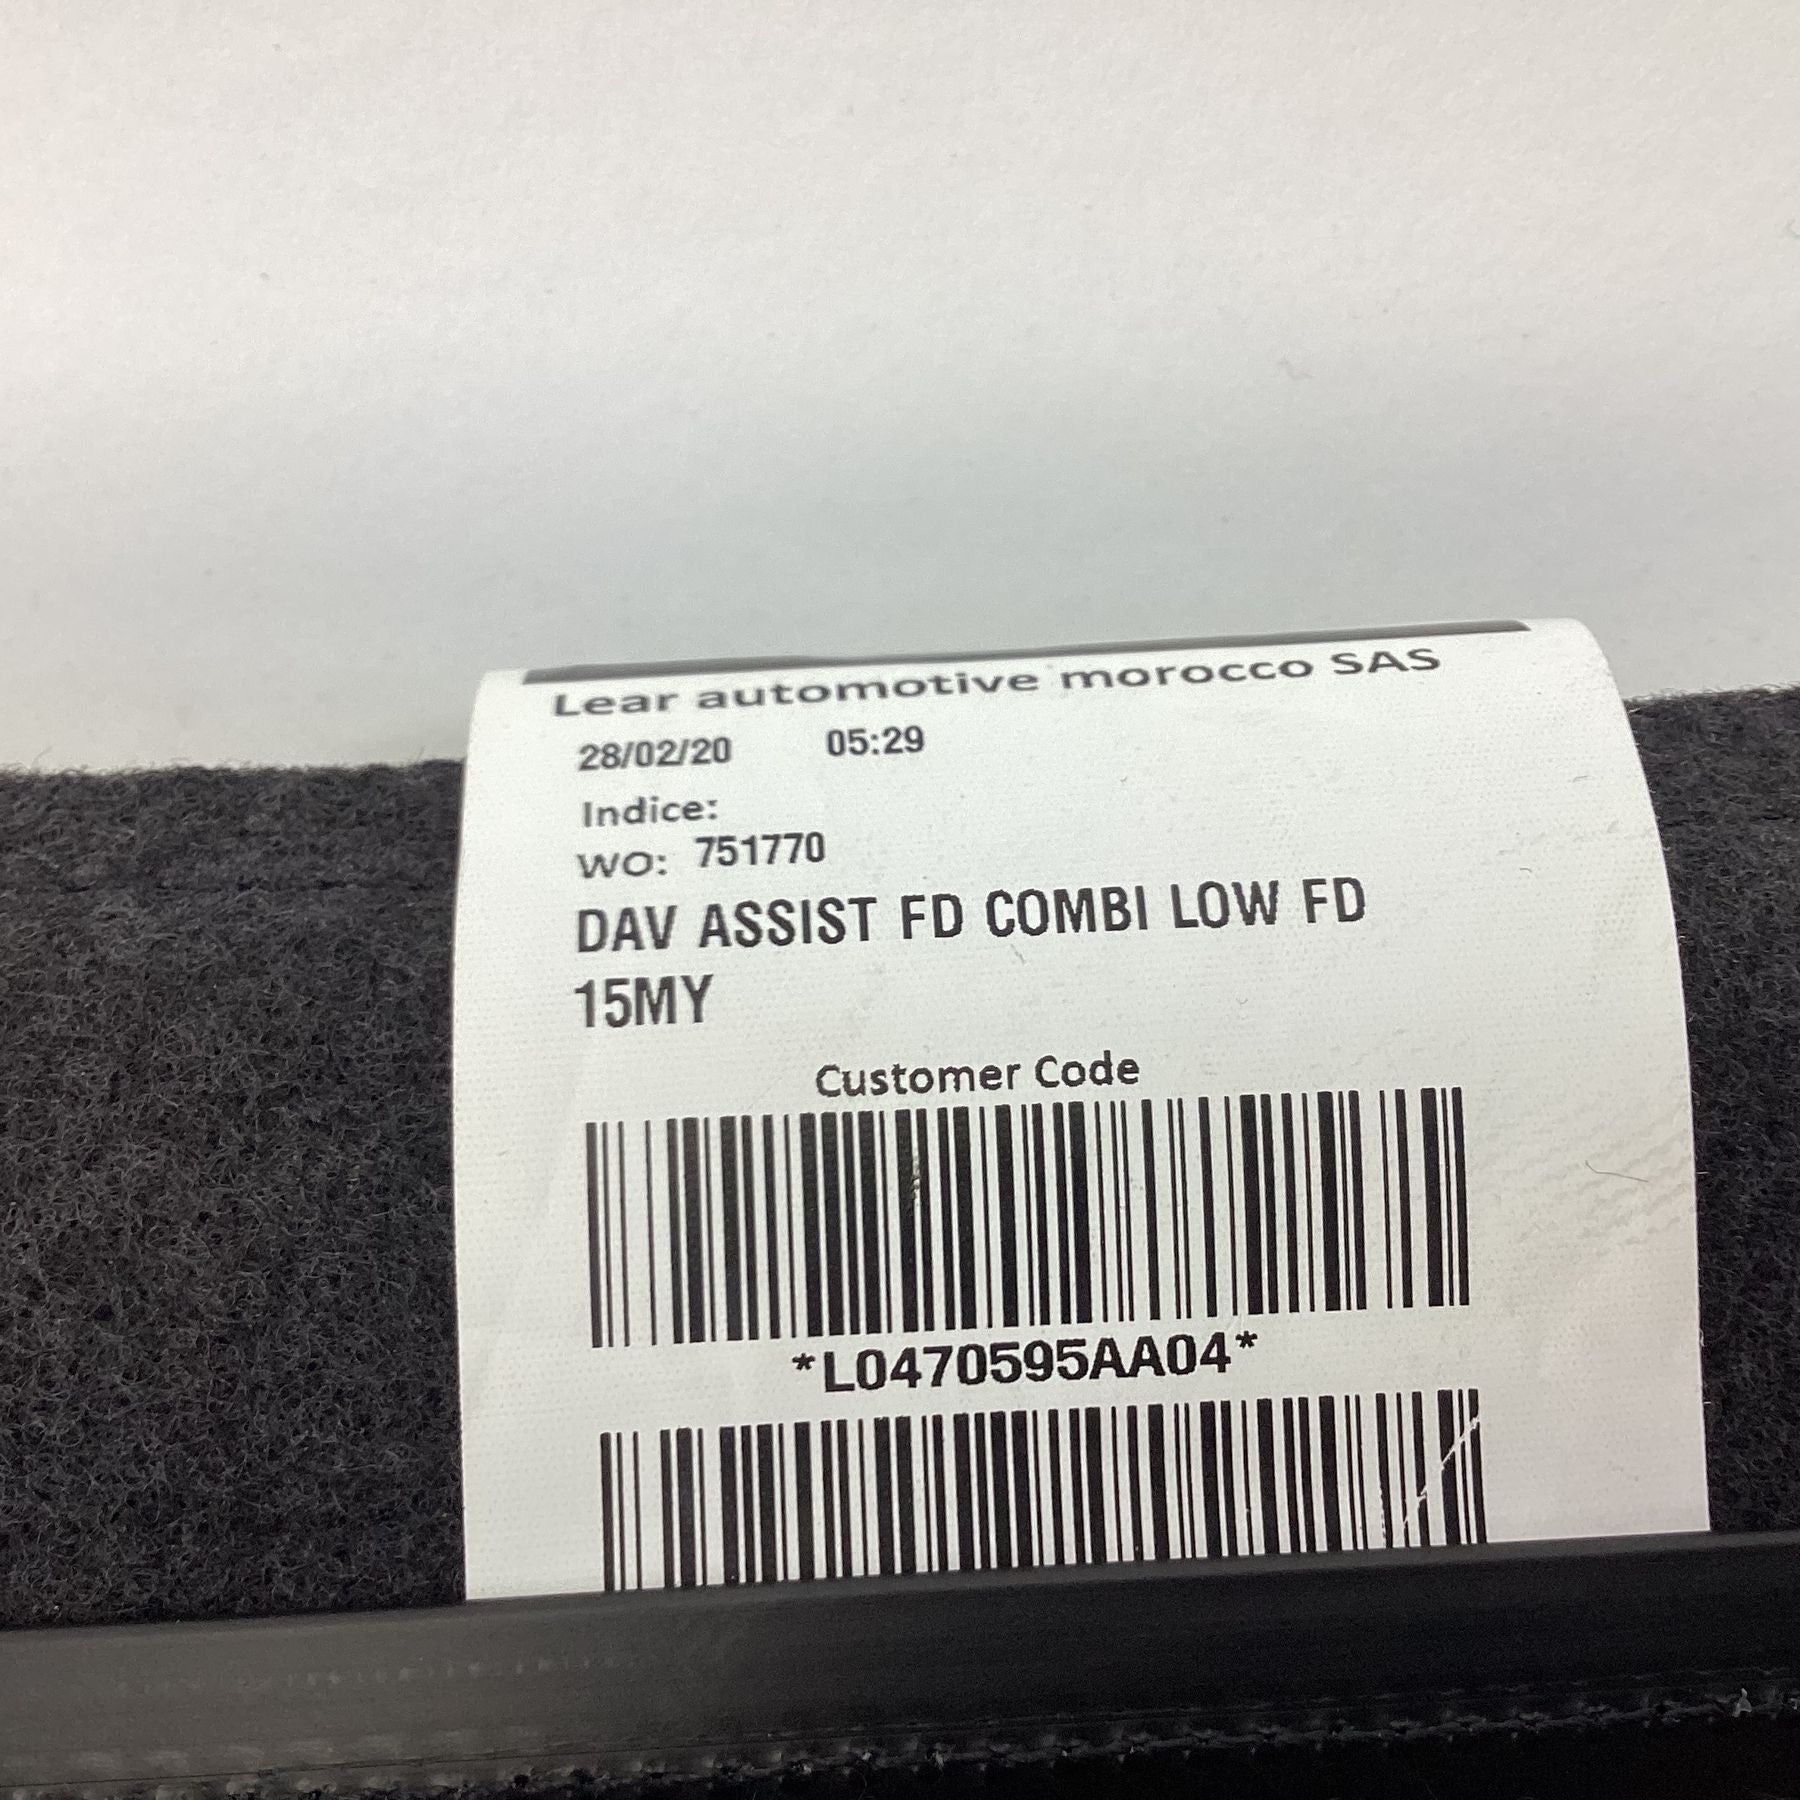 Lear automotive morocco SAS
28/02/20 05:29
Indice:
WO: 751770
DAV ASSIST FD COMBI LOW FD
15MY
Customer Code
*L0470595AA04*